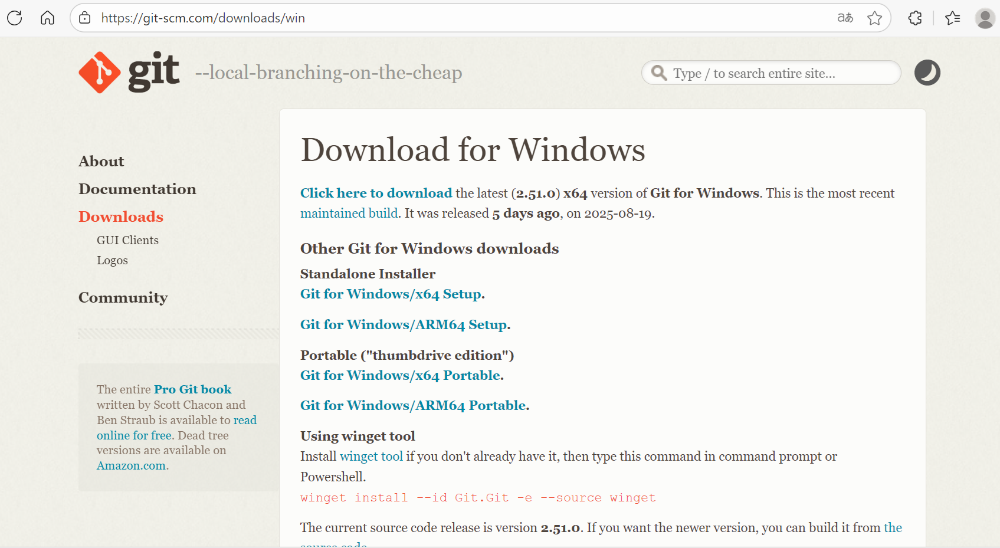 https://git-scm.com/downloads/win
aあ
git
--local-branching-on-the-cheap
Type / to search entire site...
About
Documentation
Downloads
GUI Clients
Logos
Community
The entire Pro Git book
written by Scott Chacon and
Ben Straub is available to read
online for free. Dead tree
versions are available on
Amazon.com.
Download for Windows
Click here to download the latest (2.51.0) x64 version of Git for Windows. This is the most recent
maintained build. It was released 5 days ago, on 2025-08-19.
Other Git for Windows downloads
Standalone Installer
Git for Windows/x64 Setup.
Git for Windows/ARM64 Setup.
Portable ("thumbdrive edition")
Git for Windows/x64 Portable.
Git for Windows/ARM64 Portable.
Using winget tool
Install winget tool if you don't already have it, then type this command in command prompt or
Powershell.
winget install --id Git.Git -e --source winget
The current source code release is version 2.51.0. If you want the newer version, you can build it from the
source code.